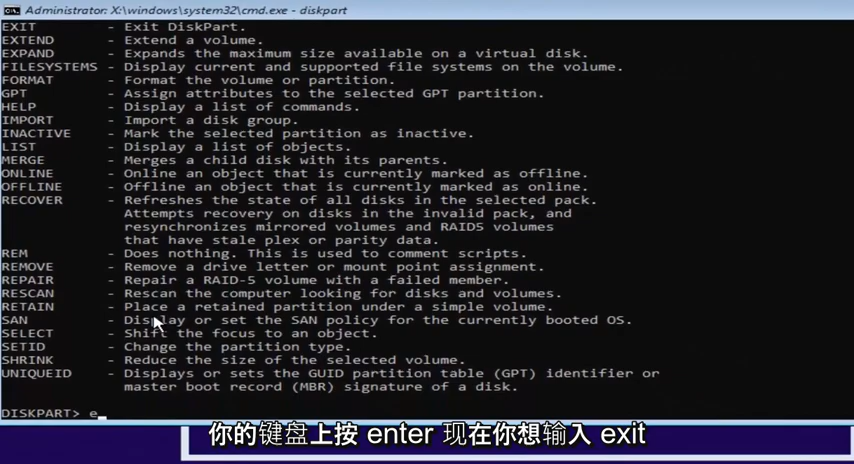 Administrator: X:\windows\system32\cmd.exe - diskpart
EXIT - Exit DiskPart.
EXTEND - Extend a volume.
EXPAND - Expands the maximum size available on a virtual disk.
FILESYSTEMS - Display current and supported file systems on the volume.
FORMAT - Format the volume or partition.
GPT - Assign attributes to the selected GPT partition.
HELP - Display a list of commands.
IMPORT - Import a disk group.
INACTIVE - Mark the selected partition as inactive.
LIST - Display a list of objects.
MERGE - Merges a child disk with its parents.
ONLINE - Online an object that is currently marked as offline.
OFFLINE - Offline an object that is currently marked as online.
RECOVER - Refreshes the state of all disks in the selected pack.
Attempts recovery on disks in the invalid pack, and
resynchronizes mirrored volumes and RAID5 volumes
that have stale plex or parity data.
REM - Does nothing. This is used to comment scripts.
REMOVE - Remove a drive letter or mount point assignment.
REPAIR - Repair a RAID-5 volume with a failed member.
RESCAN - Rescan the computer looking for disks and volumes.
RETAIN - Place a retained partition under a simple volume.
SAN - Display or set the SAN policy for the currently booted OS.
SELECT - Shift the focus to an object.
SETID - Change the partition type.
SHRINK - Reduce the size of the selected volume.
UNIQUEID - Displays or sets the GUID partition table (GPT) identifier or
master boot record (MBR) signature of a disk.
DISKPART> e_
你的键盘上按 enter 现在你想输入 exit